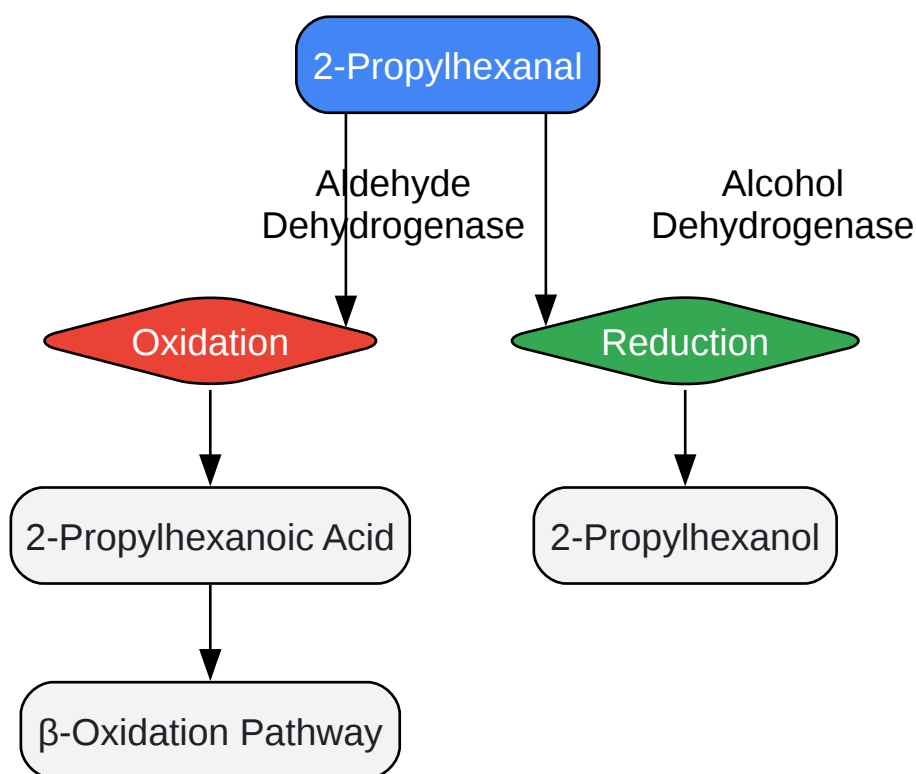 2-Propylhexanal
Aldehyde
Dehydrogenase
Alcohol
Dehydrogenase
Oxidation
Reduction
2-Propylhexanoic Acid
2-Propylhexanol
β-Oxidation Pathway